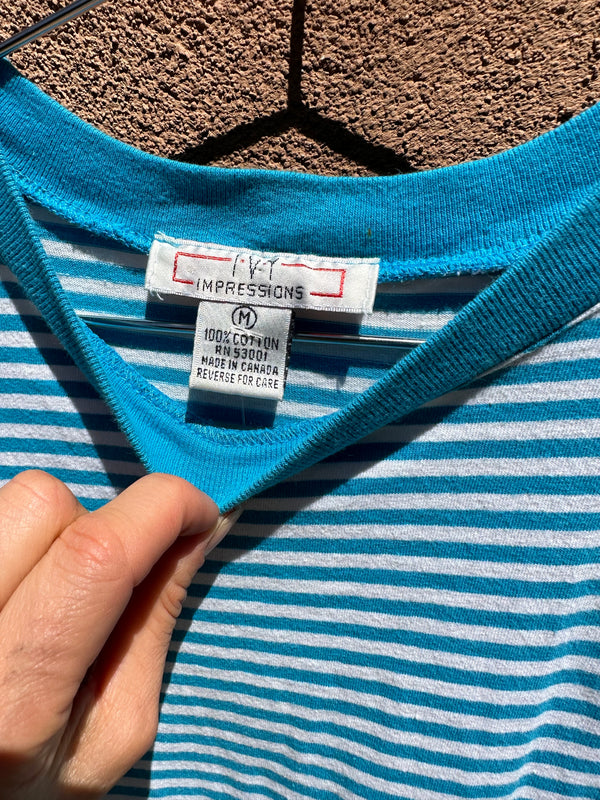 IMPRESSIONS
M
100% COTTON
RN 53001
MADE IN CANADA
REVERSE FOR CARE